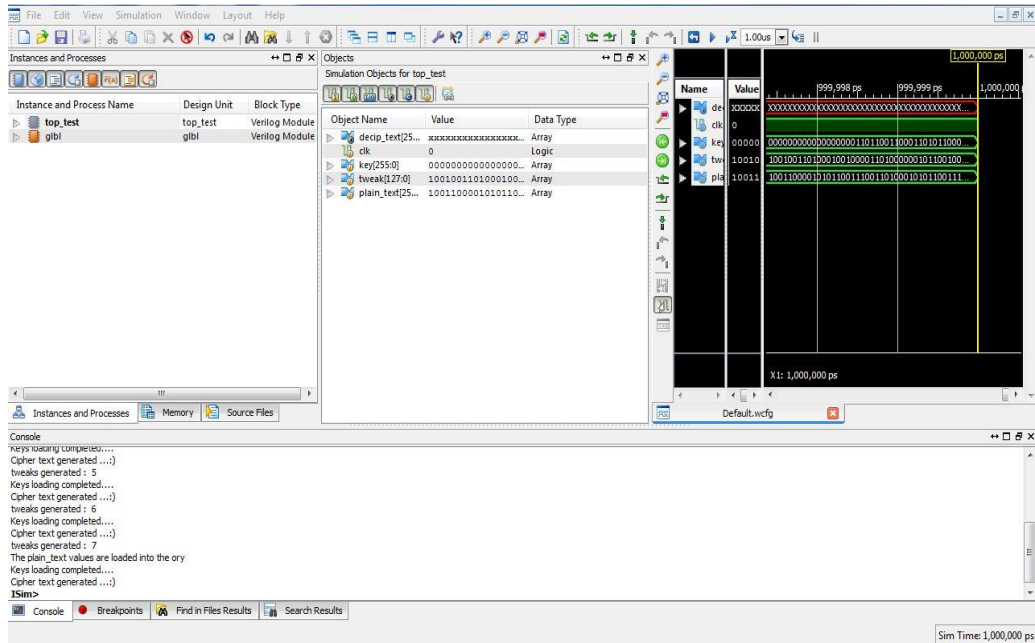 File Edit View Simulation Window Layout Help
1.00us
Instances and Processes
Instance and Process Name Design Unit Block Type
top_test top_test Verilog Module
glbl glbl Verilog Module
Instances and Processes Memory Source Files
Objects
Simulation Objects for top_test
Object Name Value Data Type
decip_text[25... xxxxxxxxxxxxxxxx... Array
clk 0 Logic
key[255:0] 0000000000000... Array
tweak[127:0] 1001001101000100... Array
plain_text[25... 1001100001010110... Array
1,000,000 ps
Name Value 999,998 ps 999,999 ps 1,000,000
XXXXX
clk 0
key 00000
10010
pla 10011
X1: 1,000,000 ps
Default.wcfg
Console
Keys loading completed....
Cipher text generated ...:)
tweaks generated : 5
Keys loading completed....
Cipher text generated ...:)
tweaks generated : 6
Keys loading completed....
Cipher text generated ...:)
tweaks generated : 7
The plain_text values are loaded into the ory
Keys loading completed....
Cipher text generated ...:)
ISim>
Console Breakpoints Find in Files Results Search Results
Sim Time: 1,000,000 ps